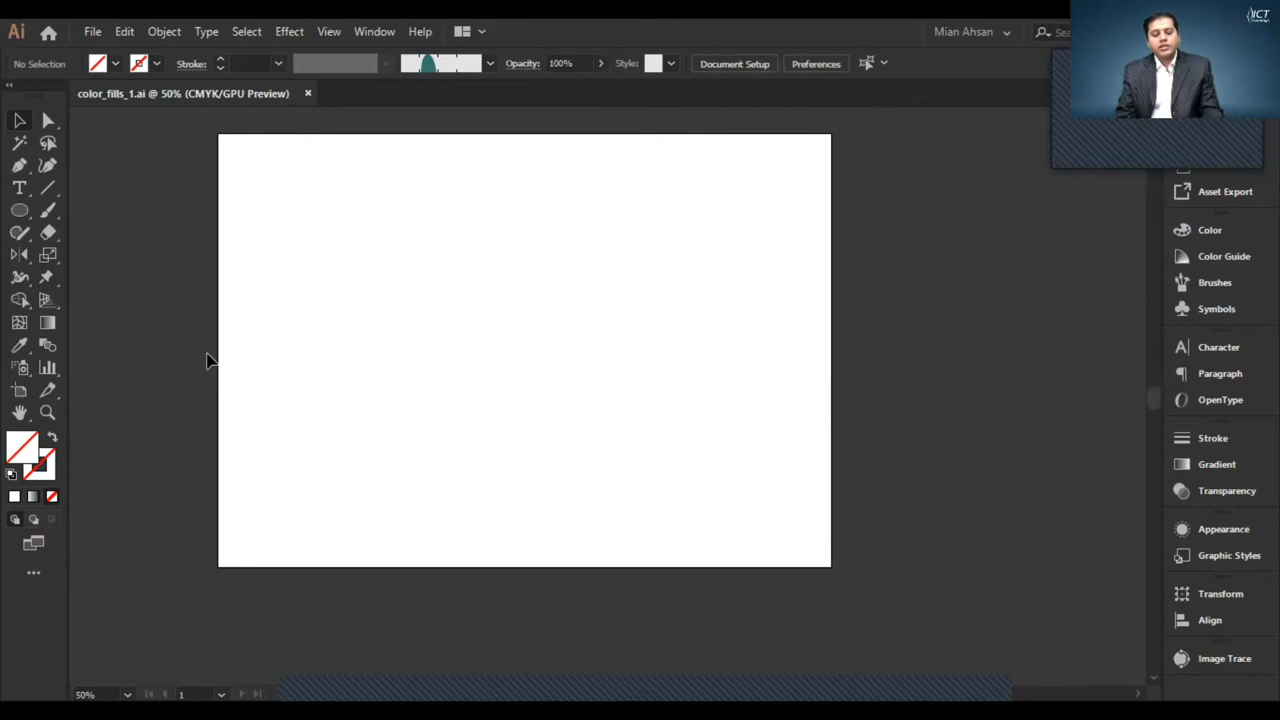 Ai File Edit Object Type Select Effect View Window Help Mian Ahsan
ICT
No Selection Stroke: Opacity: 100% Style: Document Setup Preferences
color_fills_1.ai @ 50% (CMYK/GPU Preview)
Asset Export
Color
Color Guide
Brushes
Symbols
Character
Paragraph
OpenType
Stroke
Gradient
Transparency
Appearance
Graphic Styles
Transform
Align
Image Trace
50% 1